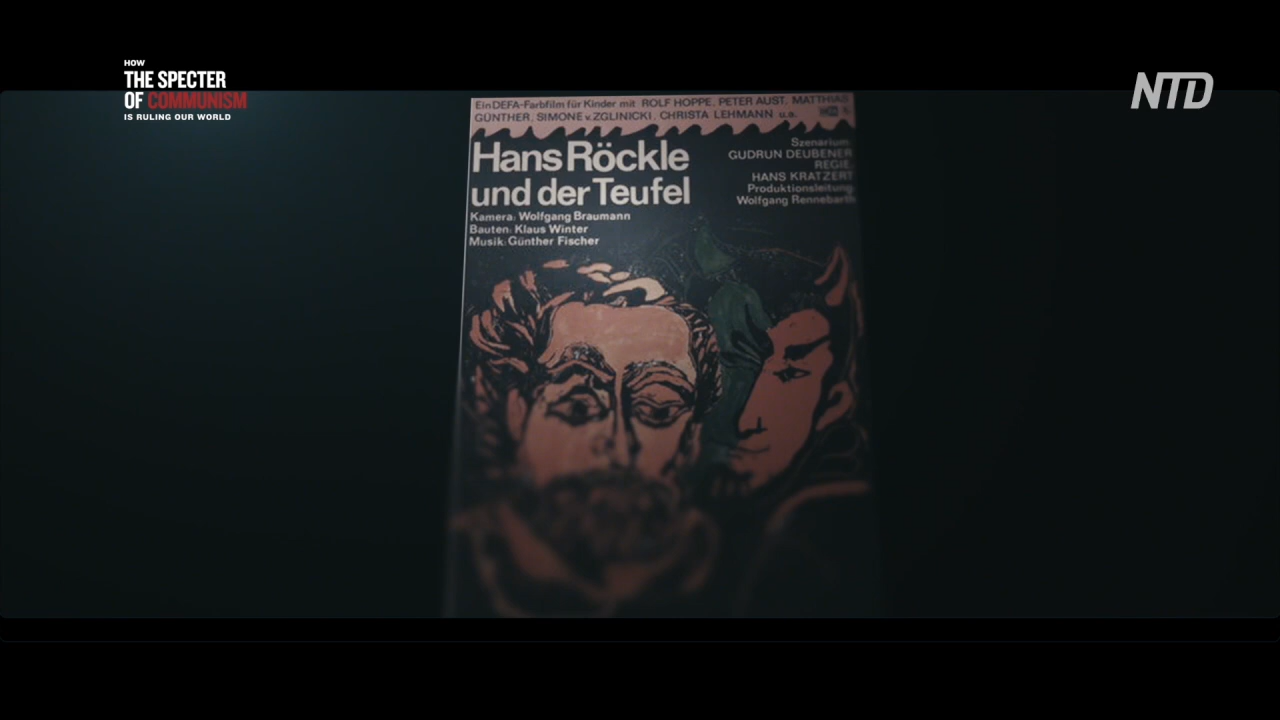 HOW
THE SPECTER
OF COMMUNISM
IS RULING OUR WORLD
NTD
Ein DEFA-Farbfilm für Kinder mit ROLF HOPPE, PETER AUST, MATTHIAS
GÜNTHER, SIMONE v. ZGLINICKI, CHRISTA LEHMANN u.a.
Hans Röckle
und der Teufel
Kamera: Wolfgang Braumann
Bauten: Klaus Winter
Musik: Günther Fischer
Szenarium:
GUDRUN DEUBENER
REGIE:
HANS KRATZERT
Produktionsleitung:
Wolfgang Rennebarth